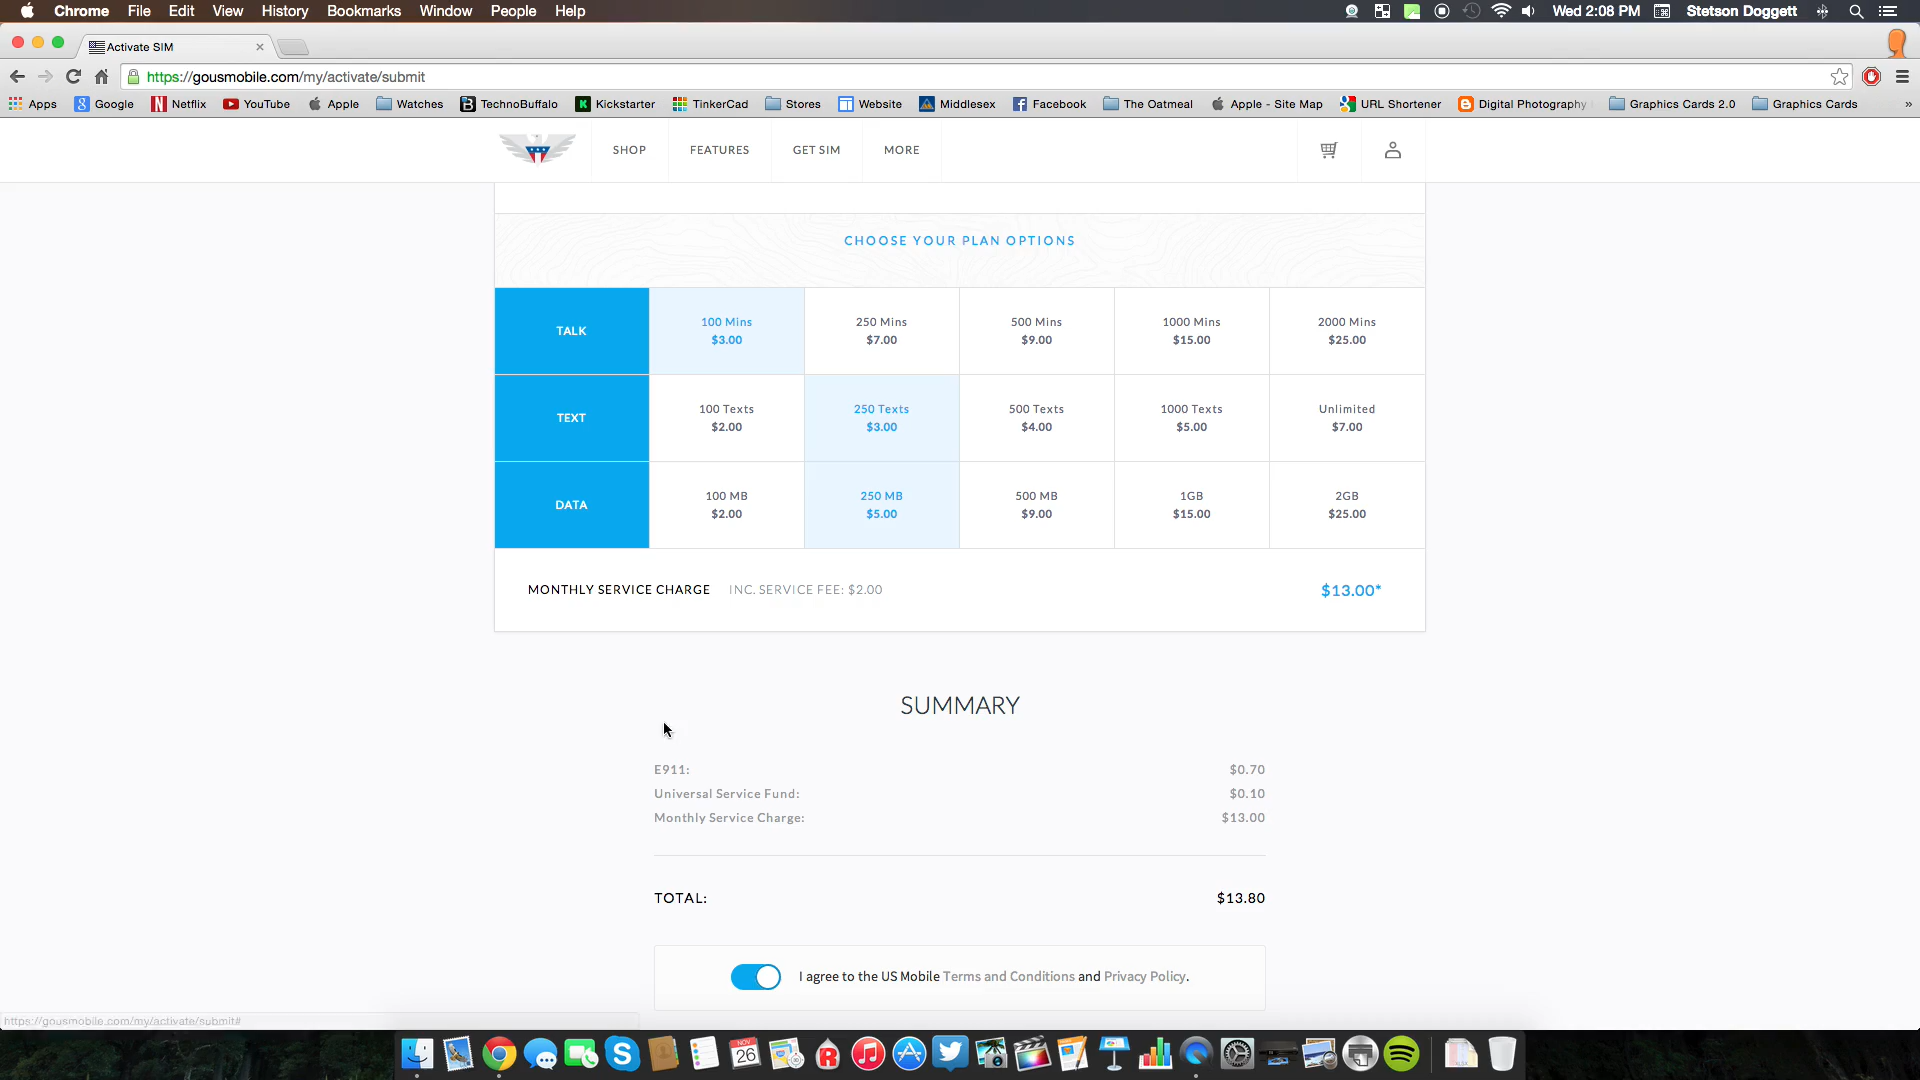 Chrome File Edit View History Bookmarks Window People Help Wed 2:08 PM Stetson Doggett
Activate SIM
https://gousmobile.com/my/activate/submit
Apps Google Netflix YouTube Apple Watches TechnoBuffalo Kickstarter TinkerCad Stores Website Middlesex Facebook The Oatmeal Apple - Site Map URL Shortener Digital Photography Graphics Cards 2.0 Graphics Cards »
SHOP FEATURES GET SIM MORE
CHOOSE YOUR PLAN OPTIONS
TALK
100 Mins 250 Mins 500 Mins 1000 Mins 2000 Mins
$3.00 $7.00 $9.00 $15.00 $25.00
TEXT
100 Texts 250 Texts 500 Texts 1000 Texts Unlimited
$2.00 $3.00 $4.00 $5.00 $7.00
DATA
100 MB 250 MB 500 MB 1GB 2GB
$2.00 $5.00 $9.00 $15.00 $25.00
MONTHLY SERVICE CHARGE INC. SERVICE FEE: $2.00 $13.00*
SUMMARY
E911: $0.70
Universal Service Fund: $0.10
Monthly Service Charge: $13.00
TOTAL: $13.80
I agree to the US Mobile Terms and Conditions and Privacy Policy.
https://gousmobile.com/my/activate/submit#
NOV
26